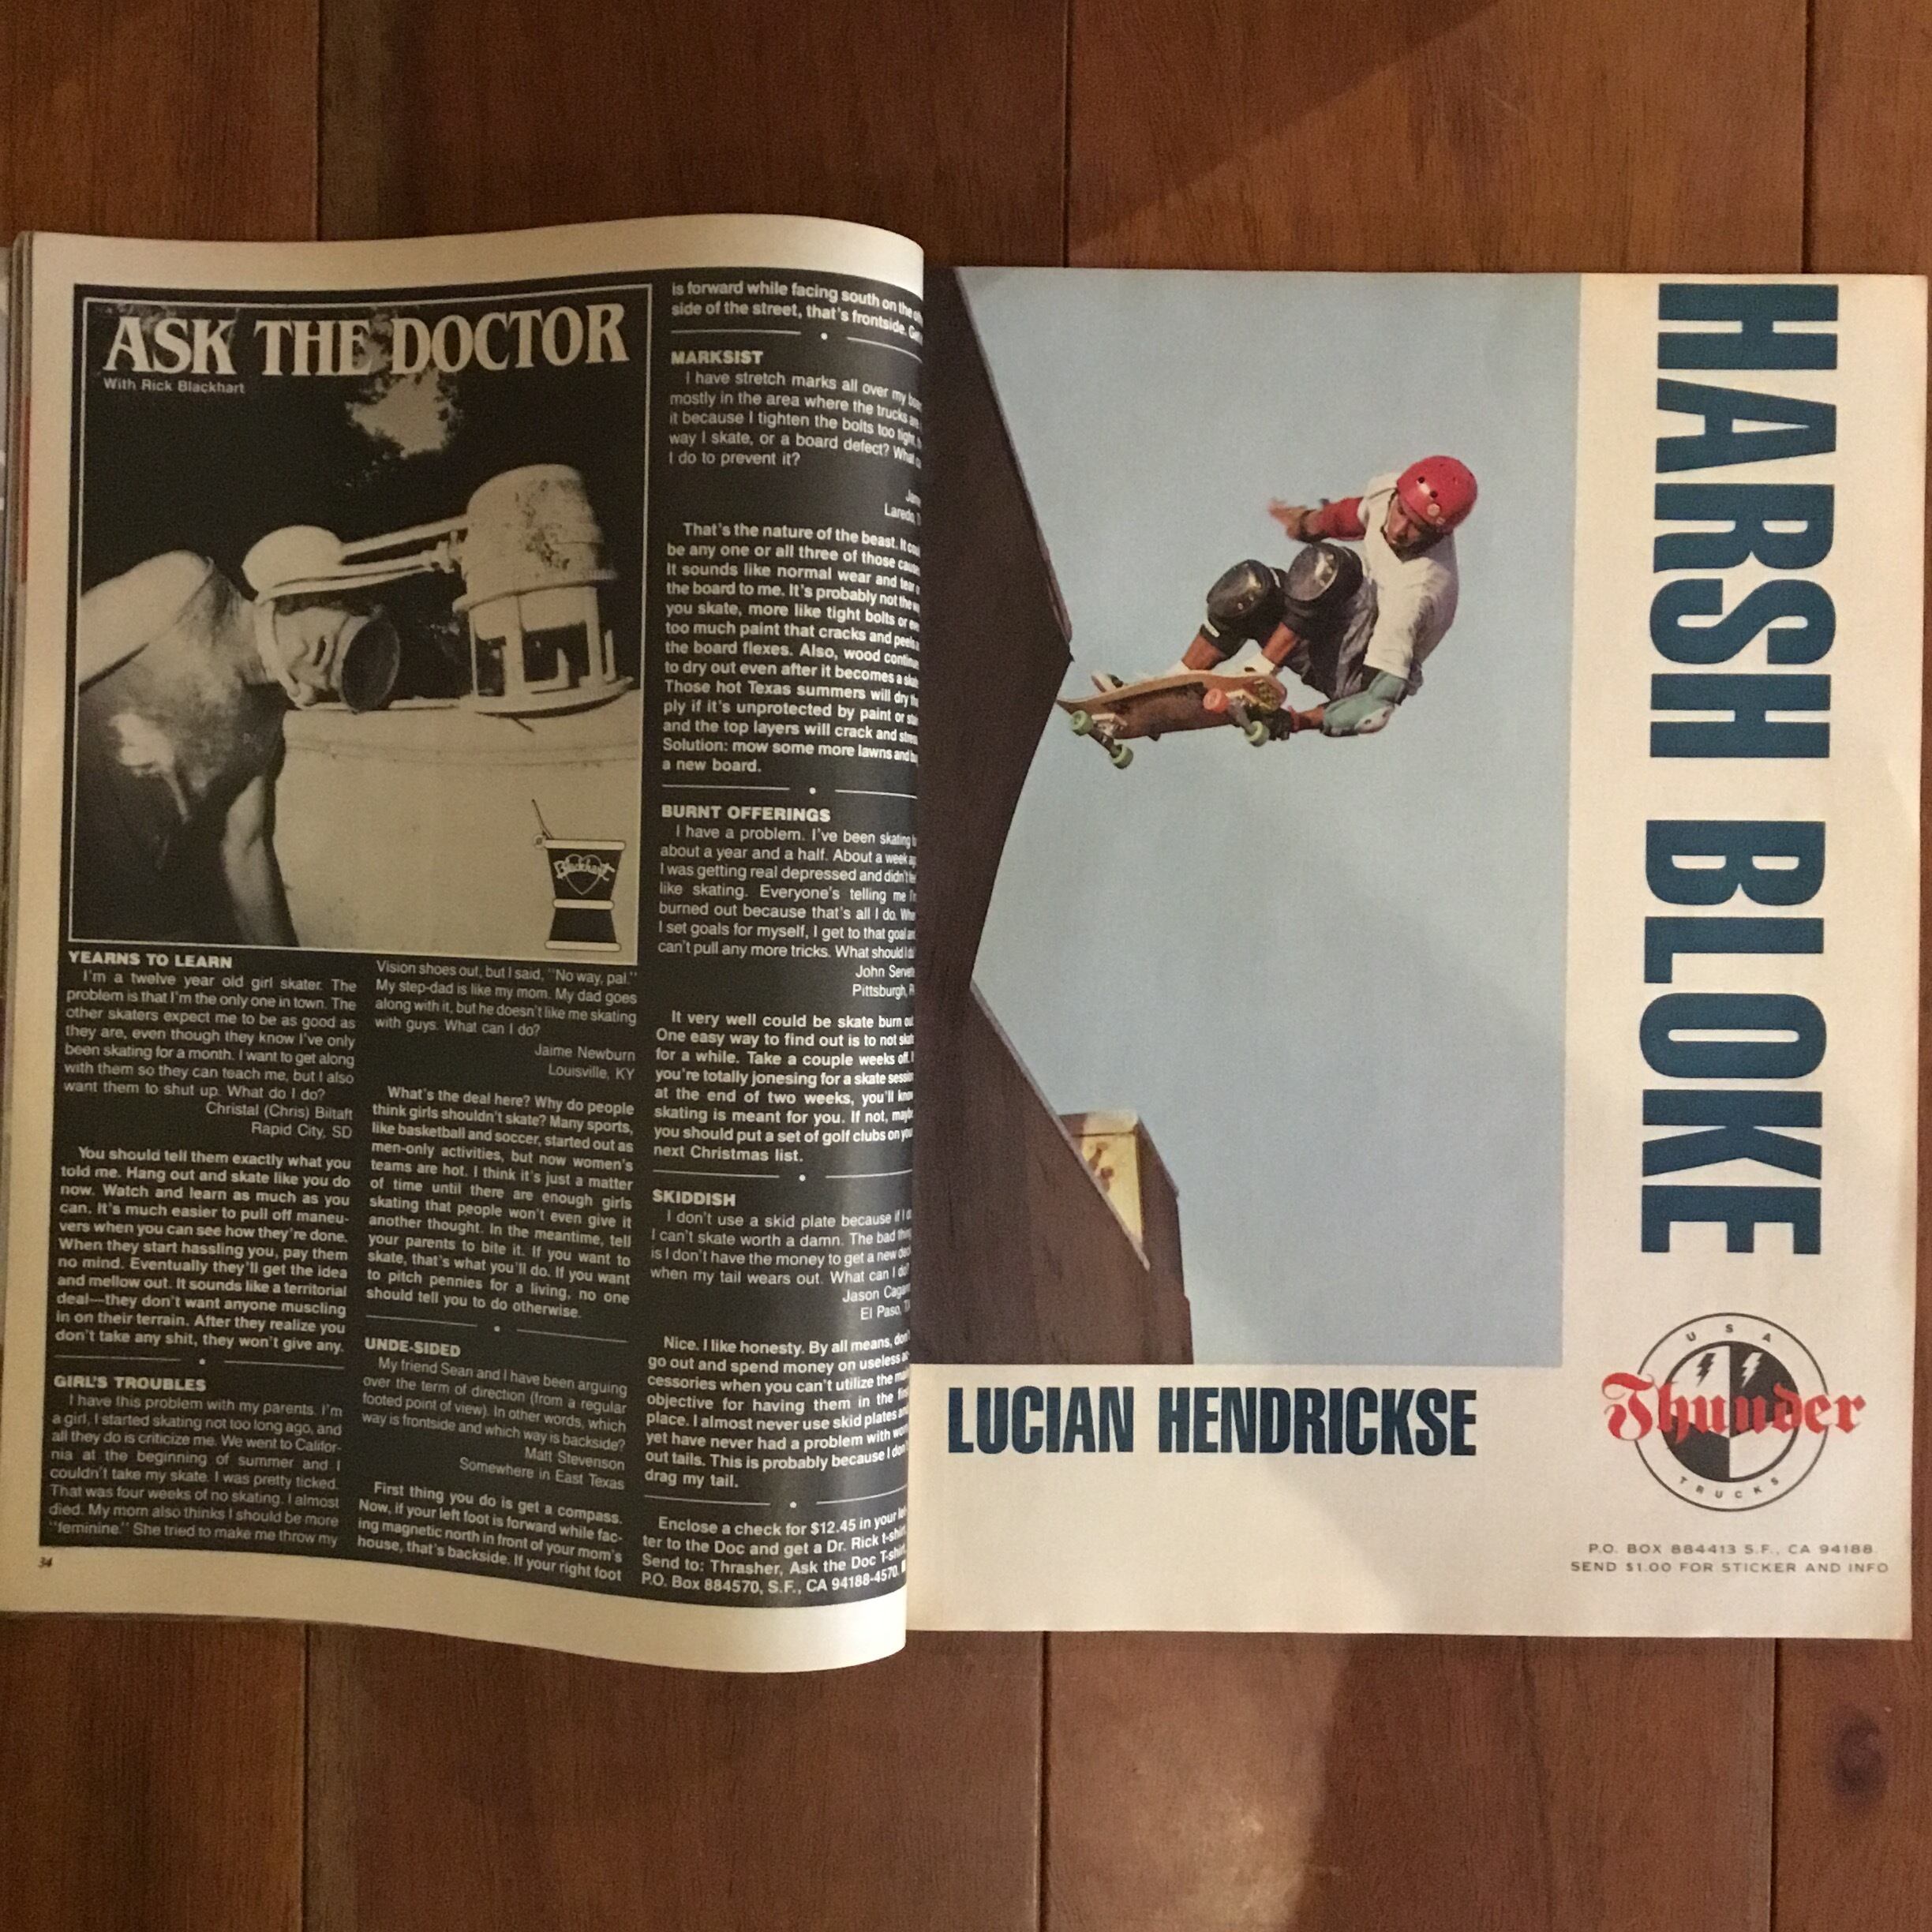 ASK THE DOCTOR
With Rick Blackhart
Blackhart
YEARNS TO LEARN
I'm a twelve year old girl skater. The
problem is that I'm the only one in town. The
other skaters expect me to be as good as
they are, even though they know I've only
been skating for a month. I want to get along
with them so they can teach me, but I also
want them to shut up. What do I do?
Christal (Chris) Biltaft
Rapid City, SD
You should tell them exactly what you
told me. Hang out and skate like you do
now. Watch and learn as much as you
can. It's much easier to pull off maneu-
vers when you can see how they're done.
When they start hassling you, pay them
no mind. Eventually they'll get the idea
and mellow out. It sounds like a territorial
deal—they don't want anyone muscling
in on their terrain. After they realize you
don't take any shit, they won't give any.
GIRL'S TROUBLES
I have this problem with my parents. I'm
a girl, I started skating not too long ago, and
all they do is criticize me. We went to Califor-
nia at the beginning of summer and I
couldn't take my skate. I was pretty ticked.
That was four weeks of no skating. I almost
died. My mom also thinks I should be more
"feminine." She tried to make me throw my
34
Vision shoes out, but I said, "No way, pal."
My step-dad is like my mom. My dad goes
along with it, but he doesn't like me skating
with guys. What can I do?
Jaime Newburn
Louisville, KY
What's the deal here? Why do people
think girls shouldn't skate? Many sports,
like basketball and soccer, started out as
men-only activities, but now women's
teams are hot. I think it's just a matter
of time until there are enough girls
skating that people won't even give it
another thought. In the meantime, tell
your parents to bite it. If you want to
skate, that's what you'll do. If you want
to pitch pennies for a living, no one
should tell you to do otherwise.
UNDE-SIDED
My friend Sean and I have been arguing
over the term of direction (from a regular
footed point of view). In other words, which
way is frontside and which way is backside?
Matt Stevenson
Somewhere in East Texas
First thing you do is get a compass.
Now, if your left foot is forward while fac-
ing magnetic north in front of your mom's
house, that's backside. If your right foot
is forward while facing south on the
side of the street, that's frontside.
MARKSIST
I have stretch marks all over my
mostly in the area where the trucks are
it because I tighten the bolts too tight,
way I skate, or a board defect? What
I do to prevent it?
Laredo,
That's the nature of the beast. It
be any one or all three of those
It sounds like normal wear and tear
the board to me. It's probably not the
you skate, more like tight bolts or
too much paint that cracks and peels
the board flexes. Also, wood
to dry out even after it becomes a
Those hot Texas summers will dry
ply if it's unprotected by paint or
and the top layers will crack and
Solution: mow some more lawns and
a new board.
BURNT OFFERINGS
I have a problem. I've been skating
about a year and a half. About a week
I was getting real depressed and didn't
like skating. Everyone's telling me
burned out because that's all I do.
I set goals for myself, I get to that goal
can't pull any more tricks. What should I
John
Pittsburgh,
It very well could be skate burn
One easy way to find out is to not
for a while. Take a couple weeks off.
you're totally jonesing for a skate
at the end of two weeks, you'll know
skating is meant for you. If not,
you should put a set of golf clubs on
next Christmas list.
SKIDDISH
I don't use a skid plate because if I
I can't skate worth a damn. The bad
is I don't have the money to get a new
when my tail wears out. What can I do?
Jason
El Paso,
Nice. I like honesty. By all means,
go out and spend money on useless
cessories when you can't utilize the
objective for having them in the
place. I almost never use skid plates
yet have never had a problem with
out tails. This is probably because I
drag my tail.
Enclose a check for $12.45 in your
ter to the Doc and get a Dr. Rick t-shirt.
Send to: Thrasher, Ask the Doc T-shirt,
P.O. Box 884570, S.F., CA 94188-4570.
HARSH BLOKE
LUCIAN HENDRICKSE
USA
Thunder
TRUCKS
P.O. BOX 884413 S.F., CA 94188.
SEND $1.00 FOR STICKER AND INFO